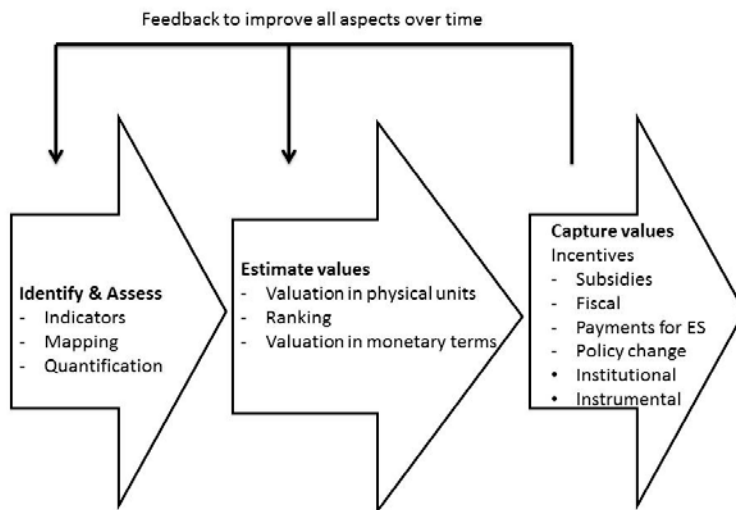 Feedback to improve all aspects over time
Identify & Assess
- Indicators
- Mapping
- Quantification
Estimate values
- Valuation in physical units
- Ranking
- Valuation in monetary terms
Capture values
Incentives
- Subsidies
- Fiscal
- Payments for ES
- Policy change
• Institutional
• Instrumental